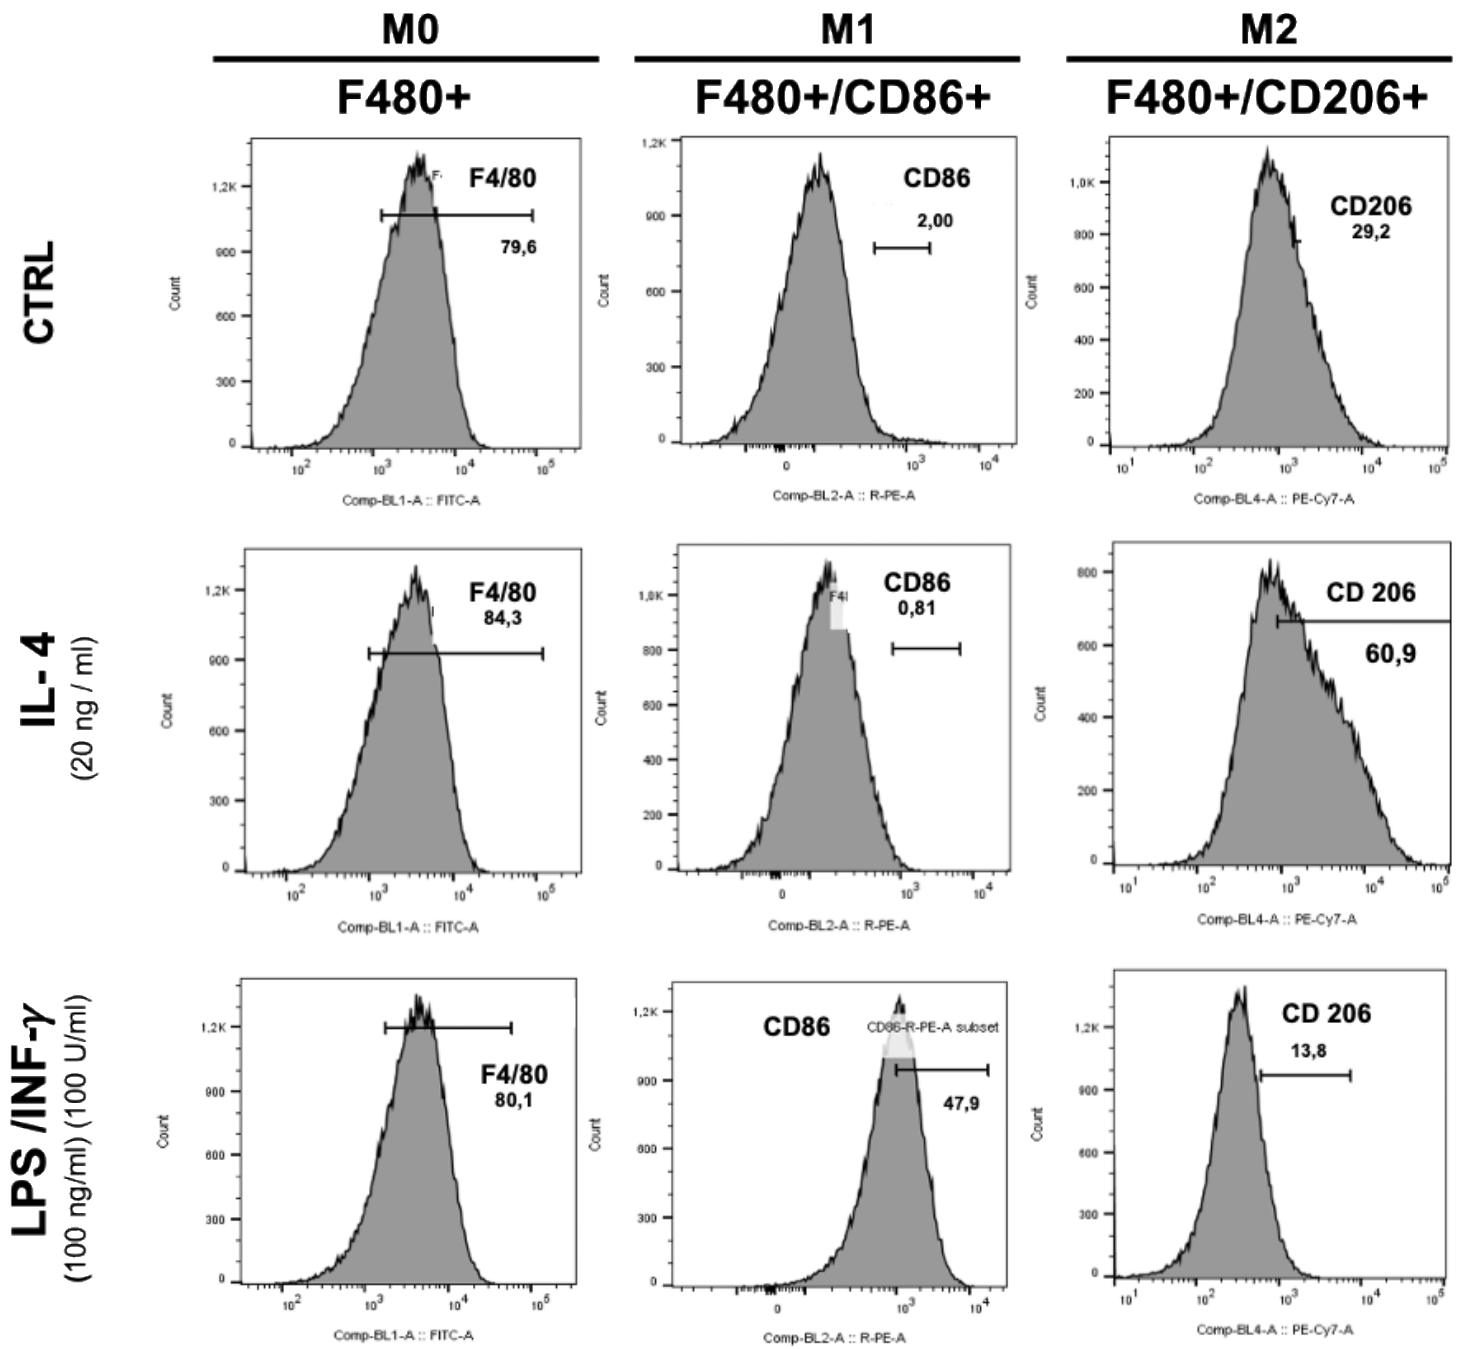 M0 M1 M2
F480+ F480+/CD86+ F480+/CD206+
CTRL
F4/80
79,6
1,2K
900
600
300
0
Count
10² 10³ 10⁴ 10⁵
Comp-BL1-A :: FITC-A
CD86
2,00
1,2K
900
600
300
0
Count
0 10³ 10⁴
Comp-BL2-A :: R-PE-A
CD206
29,2
1,0K
800
600
400
200
0
Count
10¹ 10² 10³ 10⁴ 10⁵
Comp-BL4-A :: PE-Cy7-A
IL- 4
(20 ng / ml)
F4/80
84,3
1,2K
900
600
300
0
Count
10² 10³ 10⁴ 10⁵
Comp-BL1-A :: FITC-A
CD86
F4
0,81
1,0K
800
600
400
200
0
Count
0 10³ 10⁴
Comp-BL2-A :: R-PE-A
CD 206
60,9
800
600
400
200
0
Count
10¹ 10² 10³ 10⁴ 10⁵
Comp-BL4-A :: PE-Cy7-A
LPS /INF-γ
(100 ng/ml) (100 U/ml)
F4/80
80,1
1,2K
900
600
300
0
Count
10² 10³ 10⁴ 10⁵
Comp-BL1-A :: FITC-A
CD86
CD86-R-PE-A subset
47,9
1,2K
900
600
300
0
Count
0 10³ 10⁴
Comp-BL2-A :: R-PE-A
CD 206
13,8
1,2K
900
600
300
0
Count
10¹ 10² 10³ 10⁴ 10⁵
Comp-BL4-A :: PE-Cy7-A